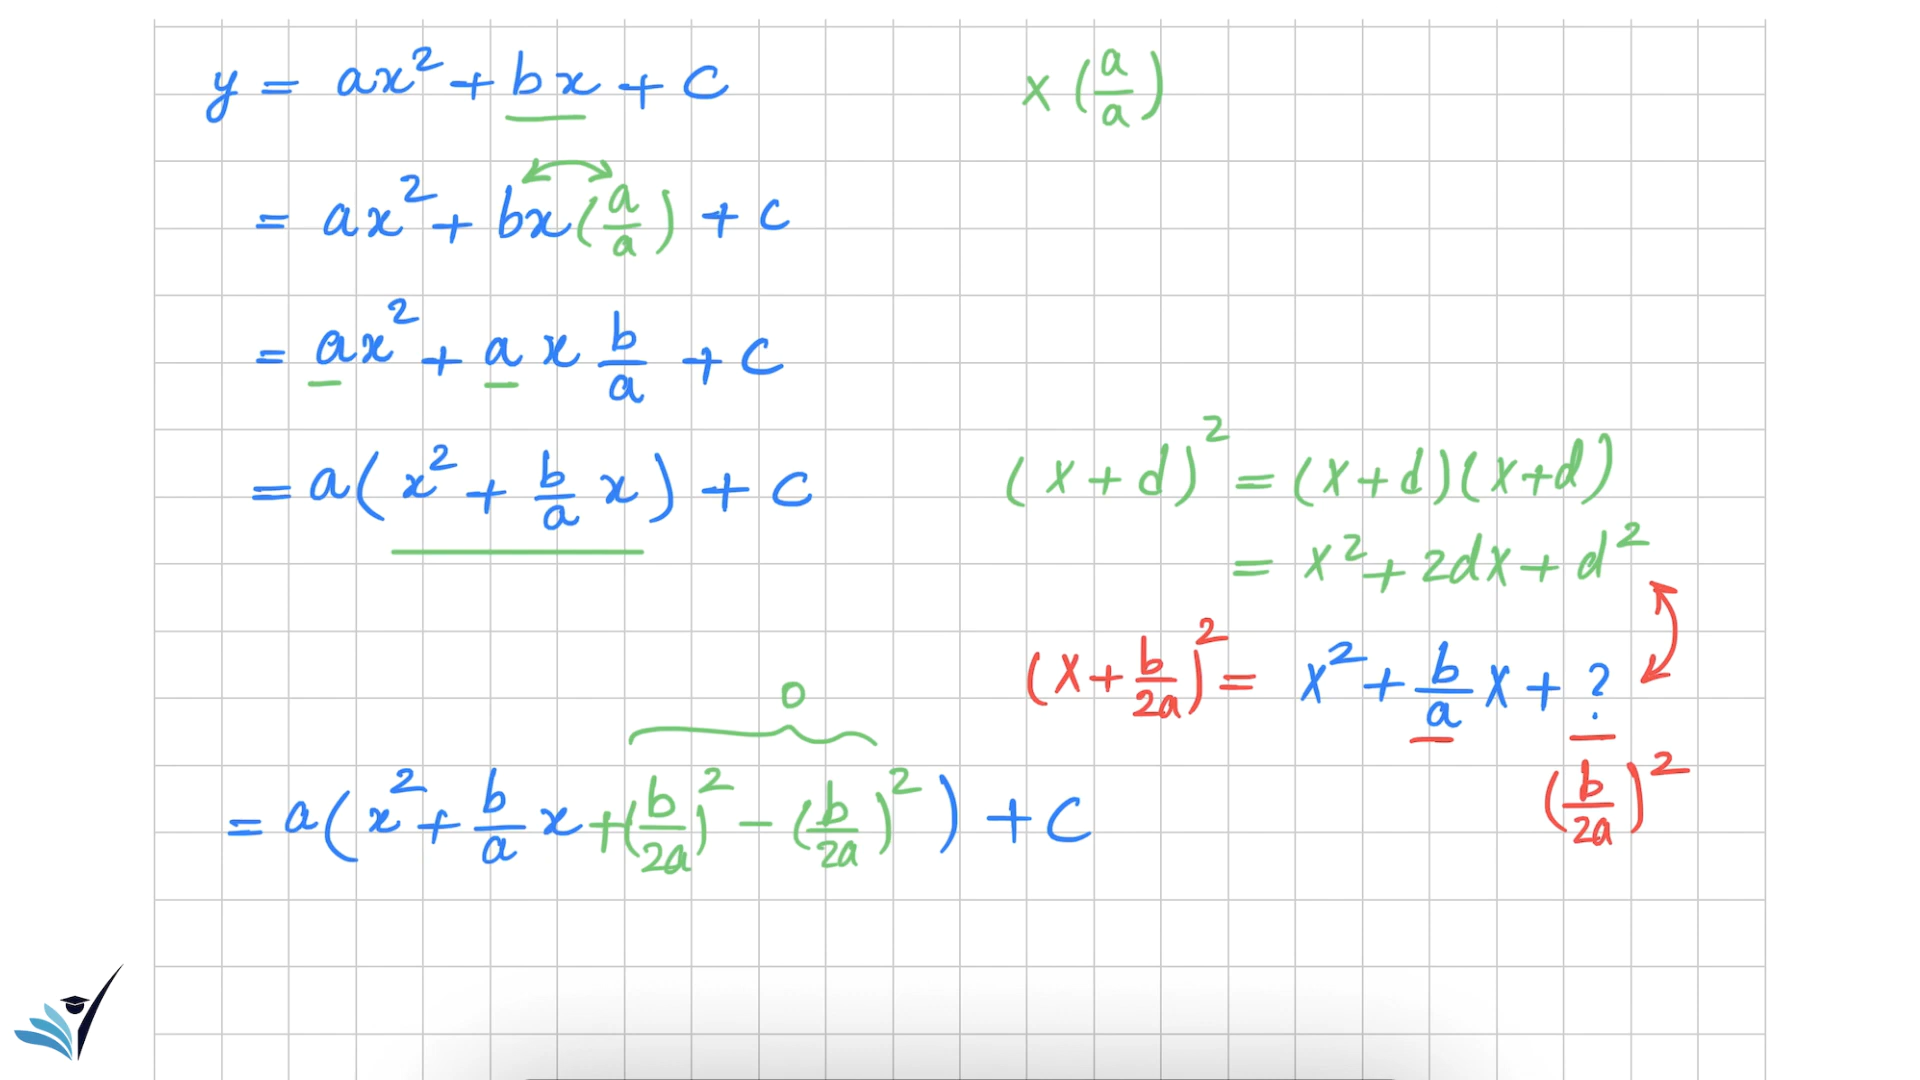 y = ax² + bx + c
× (a/a)
= ax² + bx(a/a) + c
= ax² + a x b/a + c
= a(x² + b/a x) + c
(x + d)² = (x+d)(x+d)
= x² + 2dx + d²
(x + b/2a)² = x² + b/a x + ?
(b/2a)²
0
= a(x² + b/a x + (b/2a)² − (b/2a)²) + c